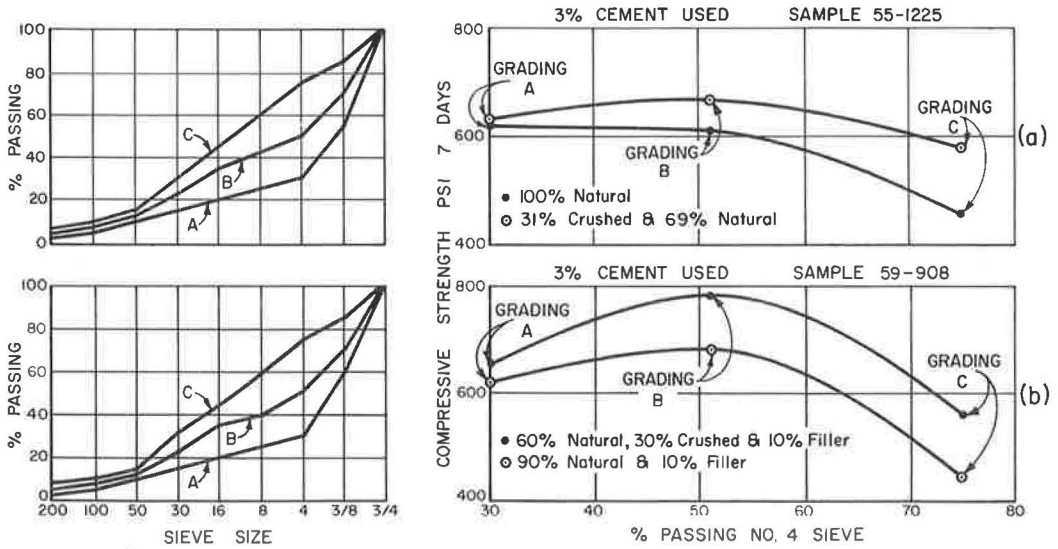 3% CEMENT USED SAMPLE 55-1225
100
80
60
40
20
0
% PASSING
C
B
A
800
600
400
GRADING
A
GRADING
B
GRADING
C
(a)
• 100% Natural
⊙ 31% Crushed & 69% Natural
COMPRESSIVE STRENGTH PSI 7 DAYS
3% CEMENT USED SAMPLE 59-908
100
80
60
40
20
0
% PASSING
C
B
A
200 100 50 30 16 8 4 3/8 3/4
SIEVE SIZE
800
600
400
GRADING
A
GRADING
B
GRADING
C
(b)
• 60% Natural, 30% Crushed & 10% Filler
⊙ 90% Natural & 10% Filler
30 40 50 60 70 80
% PASSING NO. 4 SIEVE